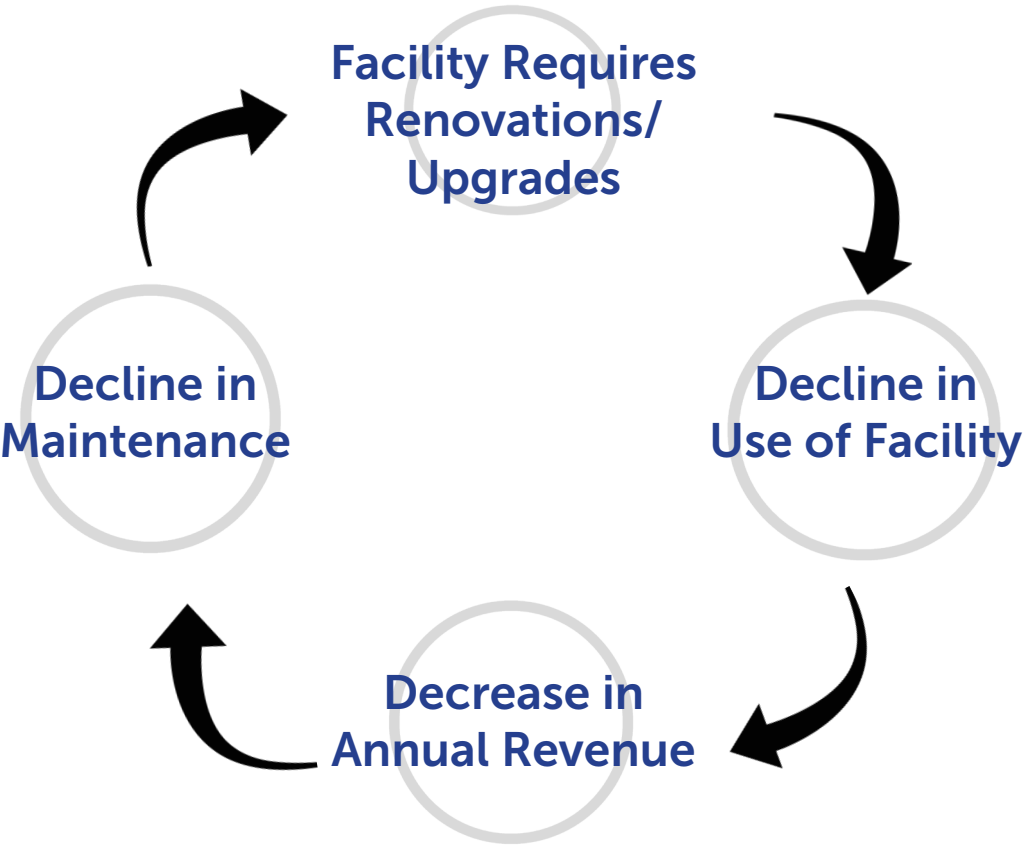 Facility Requires
Renovations/
Upgrades
Decline in
Use of Facility
Decrease in
Annual Revenue
Decline in
Maintenance